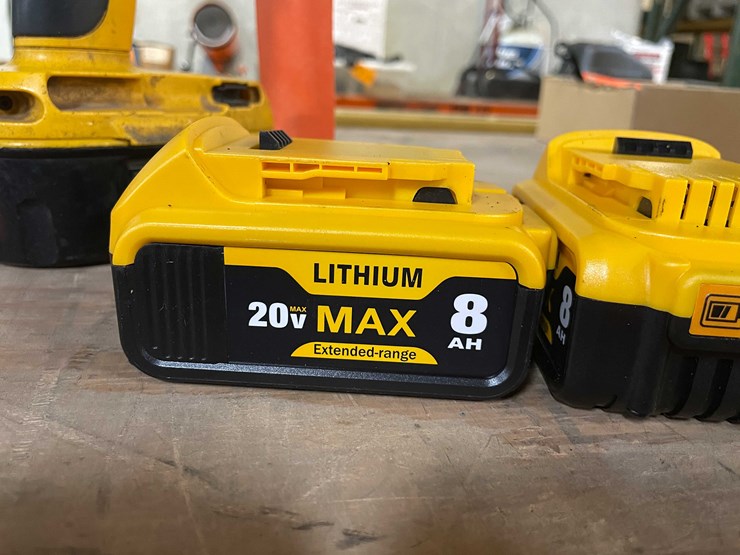 LITHIUM
20V MAX MAX 8
AH
Extended-range
8
AH